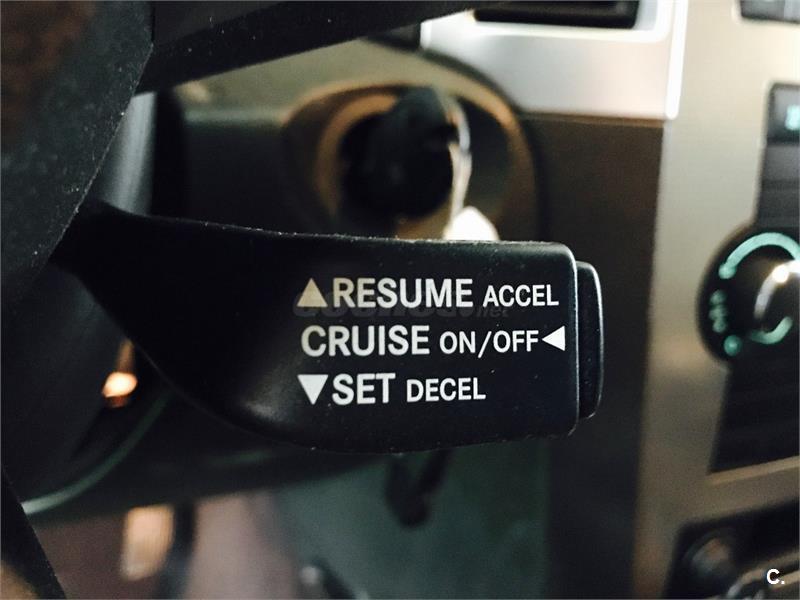 ▲RESUME ACCEL
CRUISE ON/OFF◀
▼SET DECEL
C.